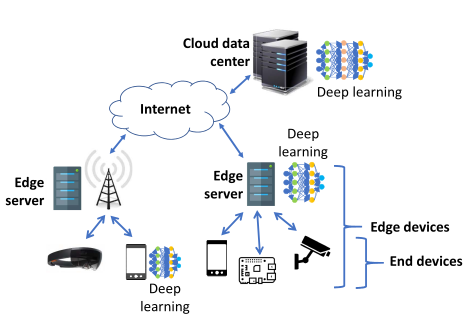 Cloud data
center
Deep learning
Internet
Deep
learning
Edge
server
Edge
server
Edge devices
End devices
Deep
learning